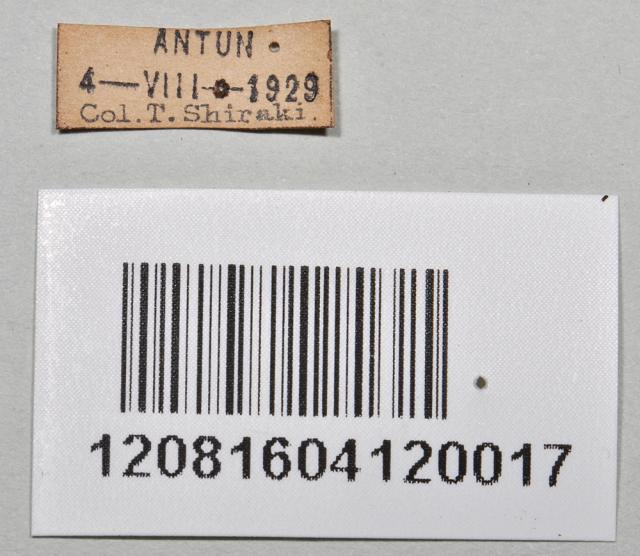 ANTUN
4—VIII-1929
Col. T. Shiraki.
12081604120017